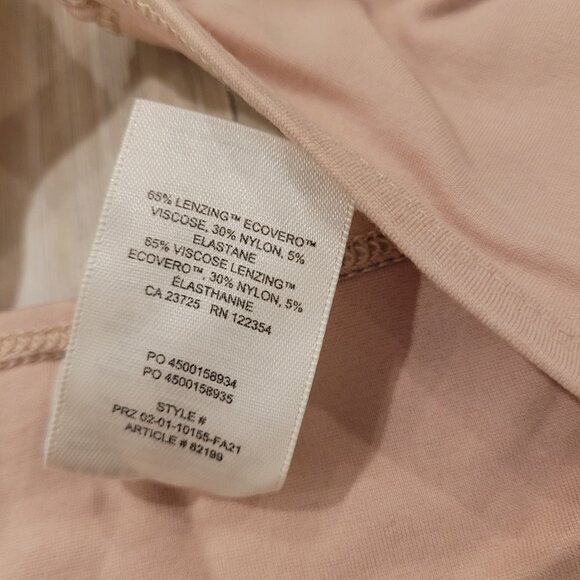 65% LENZING™ ECOVERO™
VISCOSE, 30% NYLON, 5%
ELASTANE
65% VISCOSE LENZING™
ECOVERO™, 30% NYLON, 5%
ÉLASTHANNE
CA 23725 RN 122354
PO 4500158934
PO 4500158935
STYLE #
PRZ 02-01-10155-FA21
ARTICLE # 82199